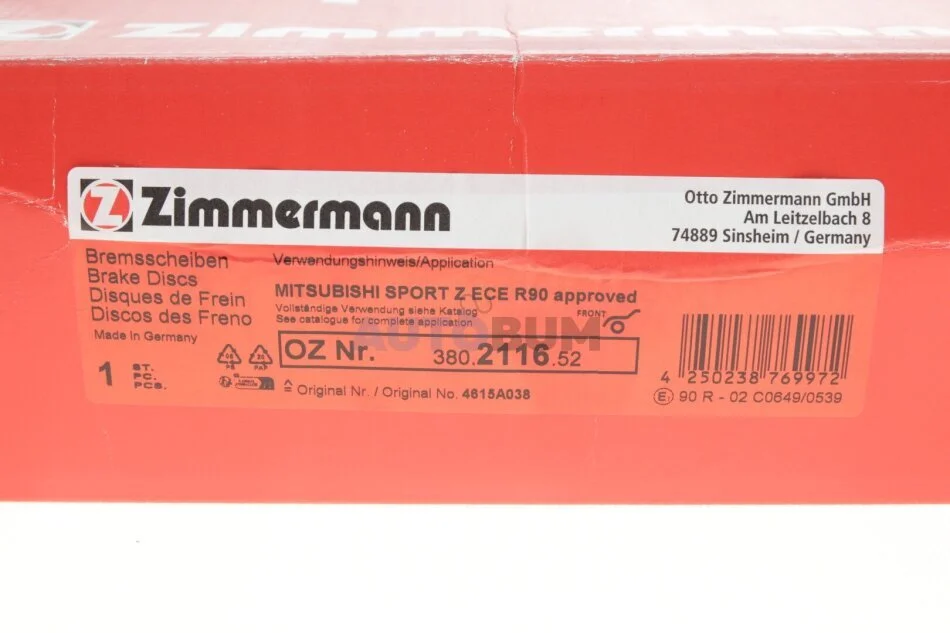 Zimmermann
Z Zimmermann
Otto Zimmermann GmbH
Am Leitzelbach 8
74889 Sinsheim / Germany
Bremsscheiben
Brake Discs
Disques de Frein
Discos des Freno
Made in Germany
1 ST.
PC.
PCS.
Verwendungshinweis/Application
MITSUBISHI SPORT Z ECE R90 approved
Vollständige Verwendung siehe Katalog
See catalogue for complete application
FRONT
AUTOBUM
OZ Nr. 380.2116.52
≙ Original Nr. / Original No. 4615A038
4 250238 769972
E1 90 R - 02 C0649/0539